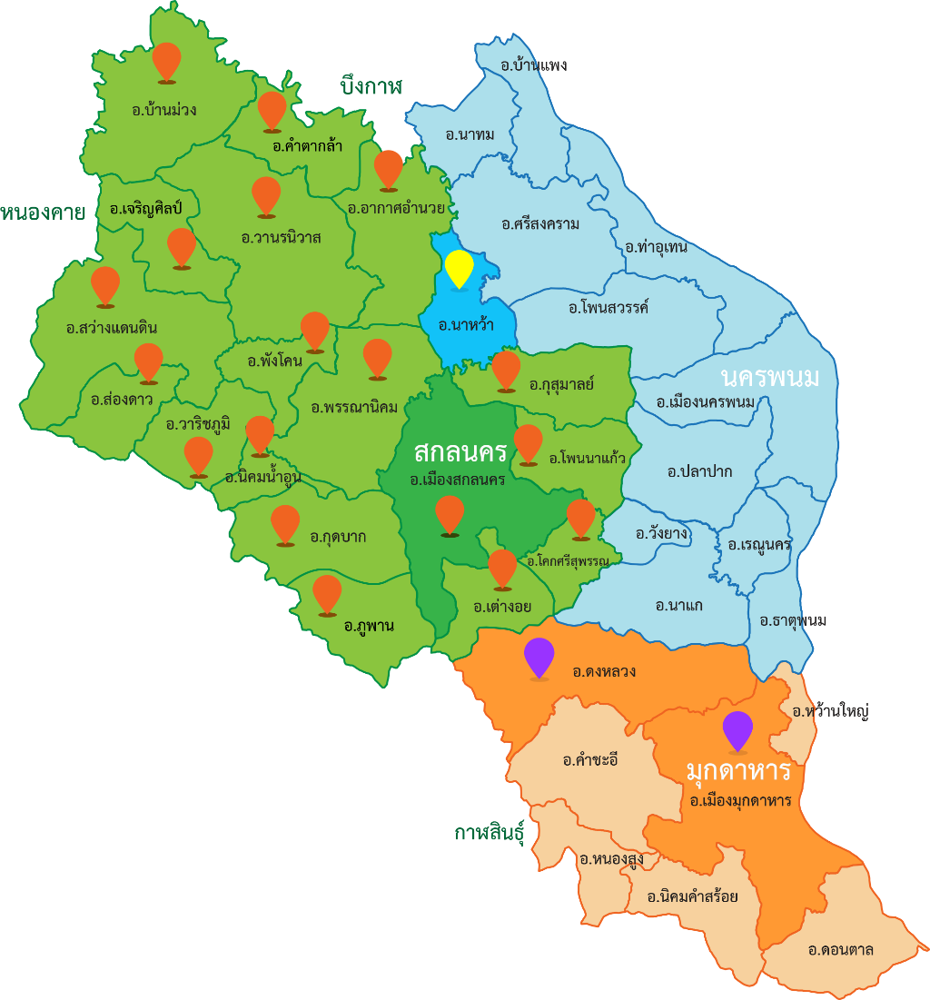 อ.บ้านแพง
บึงกาฬ
อ.บ้านม่วง
อ.นาทม
อ.คำตากล้า
อ.เจริญศิลป์
อ.อากาศอำนวย
หนองคาย
อ.ศรีสงคราม
อ.วานรนิวาส
อ.ท่าอุเทน
อ.โพนสวรรค์
อ.นาหว้า
อ.สว่างแดนดิน
อ.พังโคน
นครพนม
อ.กุสุมาลย์
อ.ส่องดาว
อ.เมืองนครพนม
อ.พรรณานิคม
อ.วาริชภูมิ
สกลนคร
อ.โพนนาแก้ว
อ.ปลาปาก
อ.นิคมน้ำอูน
อ.เมืองสกลนคร
อ.วังยาง
อ.กุดบาก
อ.เรณูนคร
อ.โคกศรีสุพรรณ
อ.เต่างอย
อ.นาแก
อ.ธาตุพนม
อ.ภูพาน
อ.ดงหลวง
อ.หว้านใหญ่
อ.คำชะอี
มุกดาหาร
อ.เมืองมุกดาหาร
กาฬสินธุ์
อ.หนองสูง
อ.นิคมคำสร้อย
อ.ดอนตาล